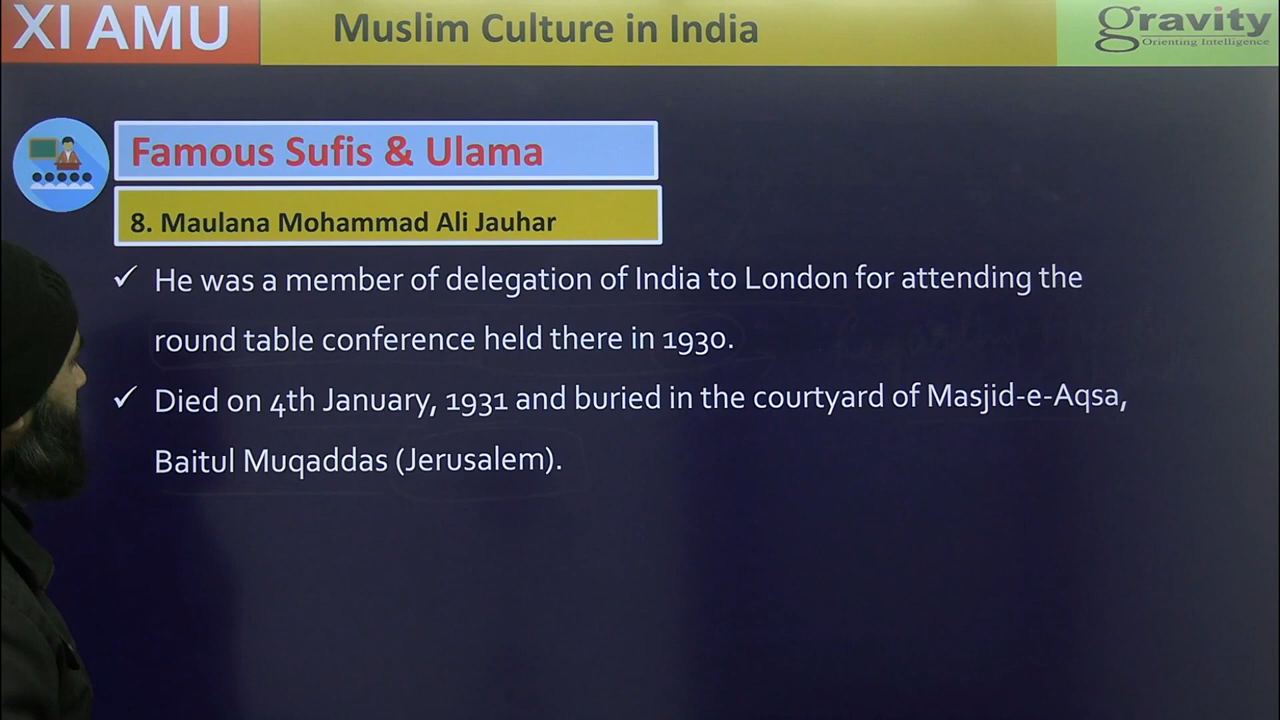 XI AMU
Muslim Culture in India
gravity
Orienting Intelligence
Famous Sufis & Ulama
8. Maulana Mohammad Ali Jauhar
✓ He was a member of delegation of India to London for attending the
round table conference held there in 1930.
✓ Died on 4th January, 1931 and buried in the courtyard of Masjid-e-Aqsa,
Baitul Muqaddas (Jerusalem).